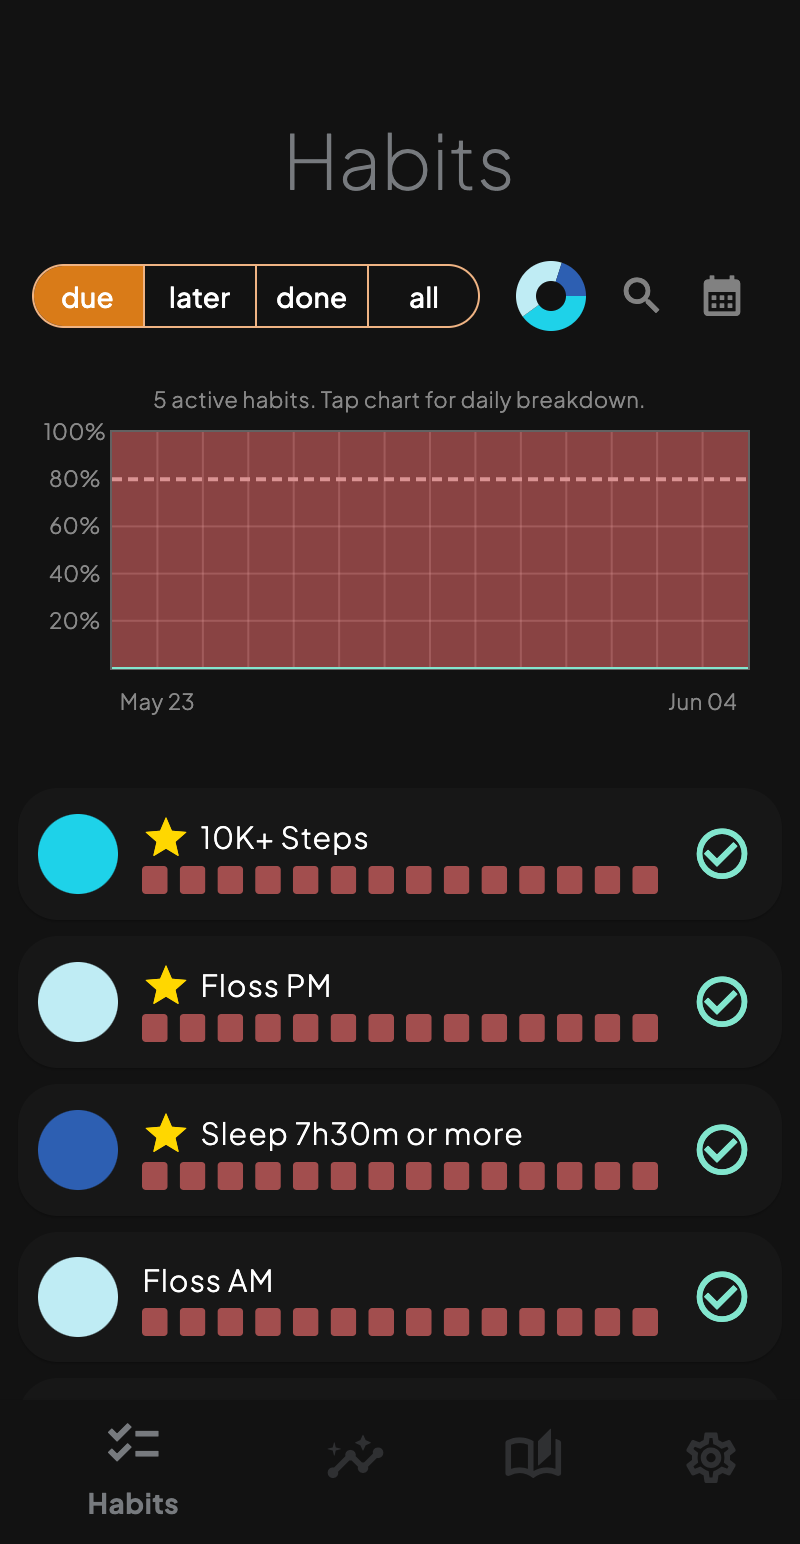 Habits
due later done all
5 active habits. Tap chart for daily breakdown.
100%
80%
60%
40%
20%
May 23 Jun 04
10K+ Steps
Floss PM
Sleep 7h30m or more
Floss AM
Habits